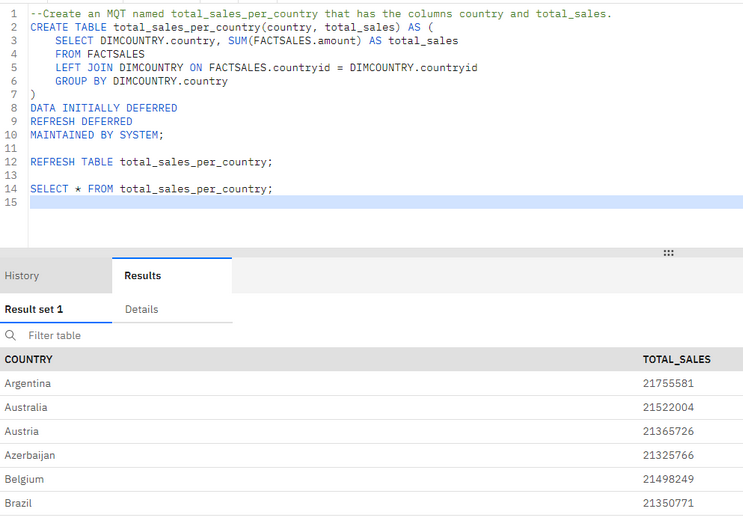 1 --Create an MQT named total_sales_per_country that has the columns country and total_sales.
2 CREATE TABLE total_sales_per_country(country, total_sales) AS (
3     SELECT DIMCOUNTRY.country, SUM(FACTSALES.amount) AS total_sales
4     FROM FACTSALES
5     LEFT JOIN DIMCOUNTRY ON FACTSALES.countryid = DIMCOUNTRY.countryid
6     GROUP BY DIMCOUNTRY.country
7 )
8 DATA INITIALLY DEFERRED
9 REFRESH DEFERRED
10 MAINTAINED BY SYSTEM;
11
12 REFRESH TABLE total_sales_per_country;
13
14 SELECT * FROM total_sales_per_country;
15
History Results
Result set 1 Details
Filter table
COUNTRY TOTAL_SALES
Argentina 21755581
Australia 21522004
Austria 21365726
Azerbaijan 21325766
Belgium 21498249
Brazil 21350771